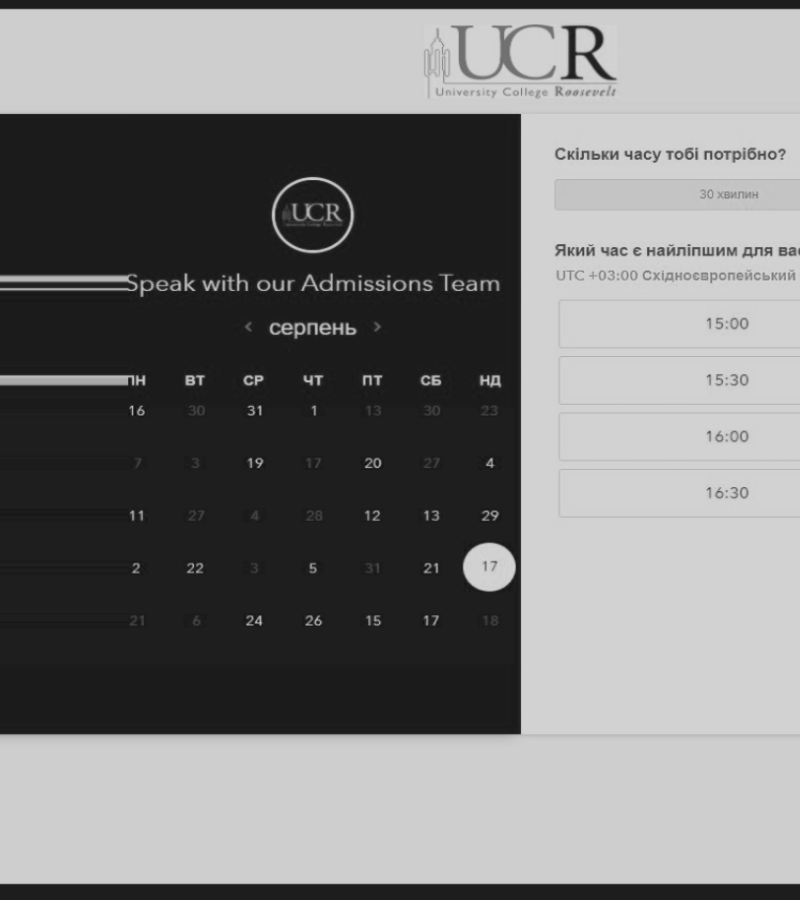 UCR
University College Roosevelt
UCR
Speak with our Admissions Team
серпень
ПН ВТ СР ЧТ ПТ СБ НД
16 30 31 1 13 30 23
7 3 19 17 20 27 4
11 27 4 28 12 13 29
2 22 3 5 31 21 17
21 6 24 26 15 17 18
Скільки часу тобі потрібно?
30 хвилин
Який час є найліпшим для вас
UTC +03:00 Східноєвропейський
15:00
15:30
16:00
16:30